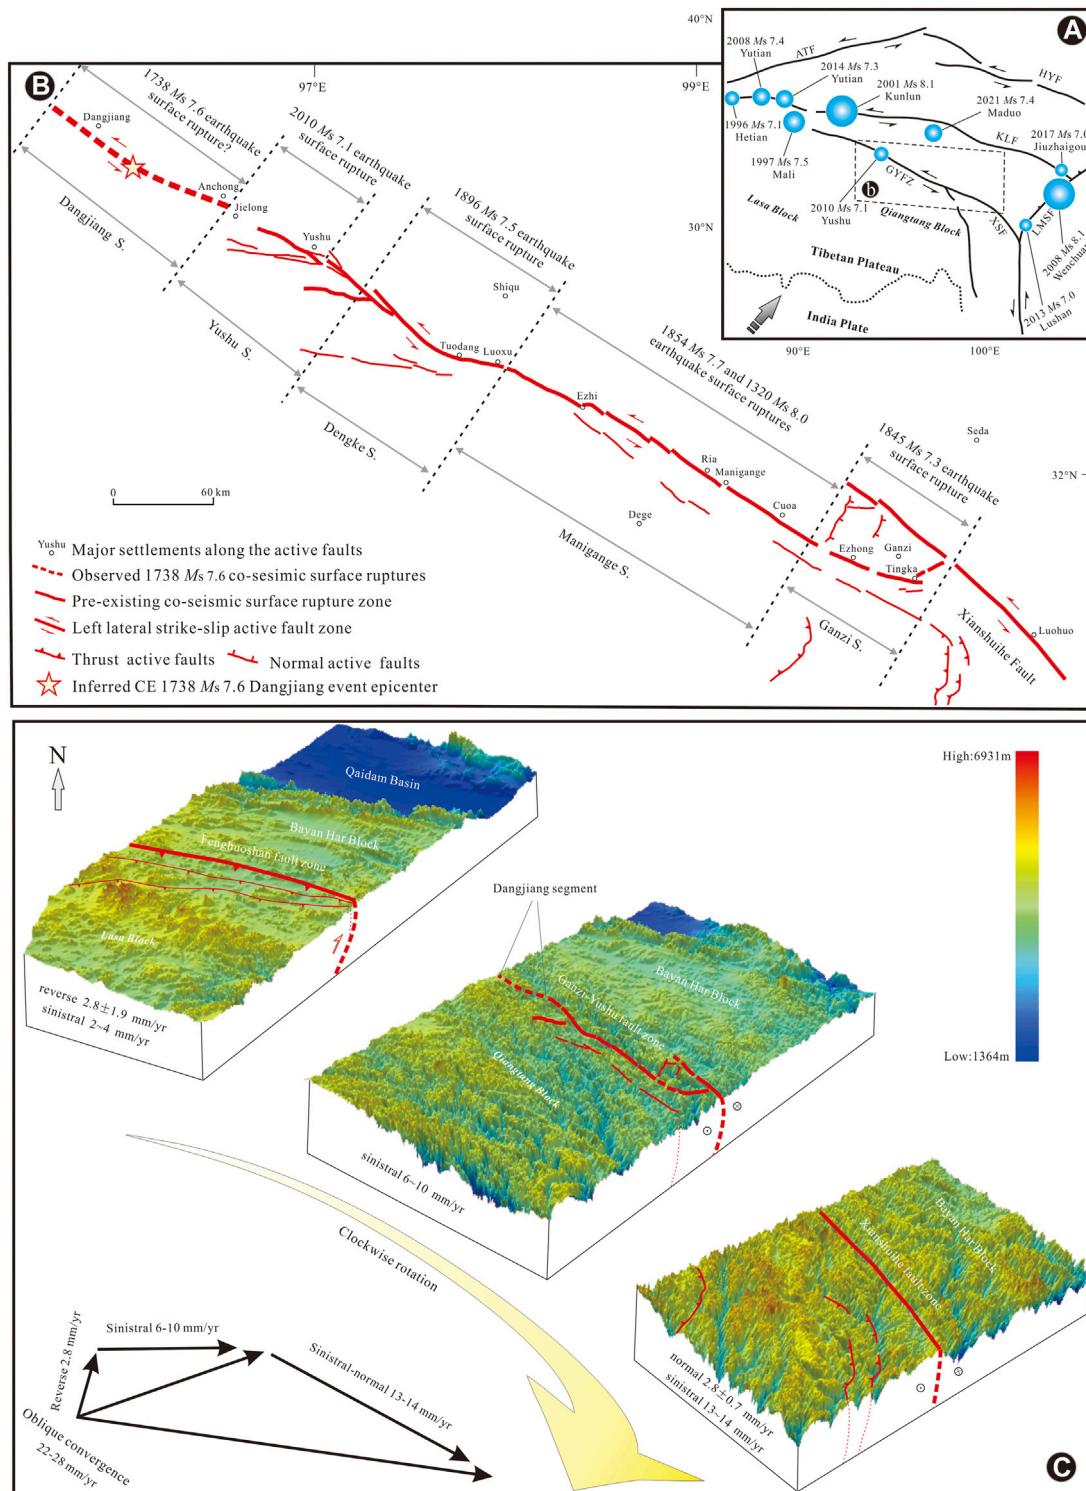 40°N
A
2008 Ms 7.4
Yutian
ATF
2014 Ms 7.3
Yutian
HYF
2001 Ms 8.1
Kunlun
2021 Ms 7.4
Maduo
1996 Ms 7.1
Hetian
KLF
2017 Ms 7.0
Jiuzhaigou
1997 Ms 7.5
Mali
GYFZ
b
2010 Ms 7.1
Yushu
Lasa Block
Qiangtang Block
XSF
LMSF
30°N
2008 Ms 8.1
Wenchuan
Tibetan Plateau
2013 Ms 7.0
Lushan
India Plate
90°E
100°E
B
97°E
99°E
1738 Ms 7.6 earthquake
surface rupture?
Dangjiang
2010 Ms 7.1 earthquake
surface rupture
Anchong
Jielong
1896 Ms 7.5 earthquake
surface rupture
Dangjiang S.
Yushu
Shiqu
Yushu S.
Tuodang
Luoxu
1854 Ms 7.7 and 1320 Ms 8.0
earthquake surface ruptures
Ezhi
Dengke S.
Seda
1845 Ms 7.3 earthquake
surface rupture
Ria
Manigange
32°N
0
60 km
Dege
Cuoa
Manigange S.
Ezhong
Ganzi
Tingka
Ganzi S.
Xianshuihe Fault
Luohuo
Yushu
Major settlements along the active faults
Observed 1738 Ms 7.6 co-sesimic surface ruptures
Pre-existing co-seismic surface rupture zone
Left lateral strike-slip active fault zone
Thrust active faults
Normal active faults
Inferred CE 1738 Ms 7.6 Dangjiang event epicenter
N
Qaidam Basin
High:6931m
Bayan Har Block
Fenghuoshan fault zone
Lasa Block
Dangjiang segment
reverse 2.8±1.9 mm/yr
sinistral 2~4 mm/yr
Bayan Har Block
Ganzi-Yushu fault zone
Qiangtang Block
Low:1364m
sinistral 6~10 mm/yr
Clockwise rotation
Bayan Har Block
Xianshuihe fault zone
normal 2.8±0.7 mm/yr
sinistral 13~14 mm/yr
Sinistral 6-10 mm/yr
Reverse 2.8 mm/yr
Sinistral-normal 13-14 mm/yr
Oblique convergence
22-28 mm/yr
C